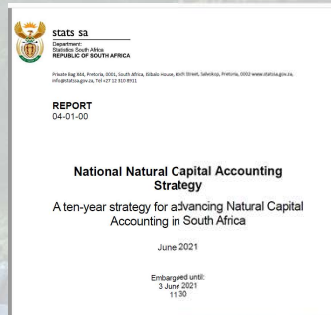 stats sa
Department:
Statistics South Africa
REPUBLIC OF SOUTH AFRICA
Private Bag X44, Pretoria, 0001, South Africa, ISIbalo House, Koch Street, Salvokop, Pretoria, 0002 www.statssa.gov.za,
info@statssa.gov.za, Tel +27 12 310 8911
REPORT
04-01-00
National Natural Capital Accounting
Strategy
A ten-year strategy for advancing Natural Capital
Accounting in South Africa
June 2021
Embargoed until:
3 June 2021
1130